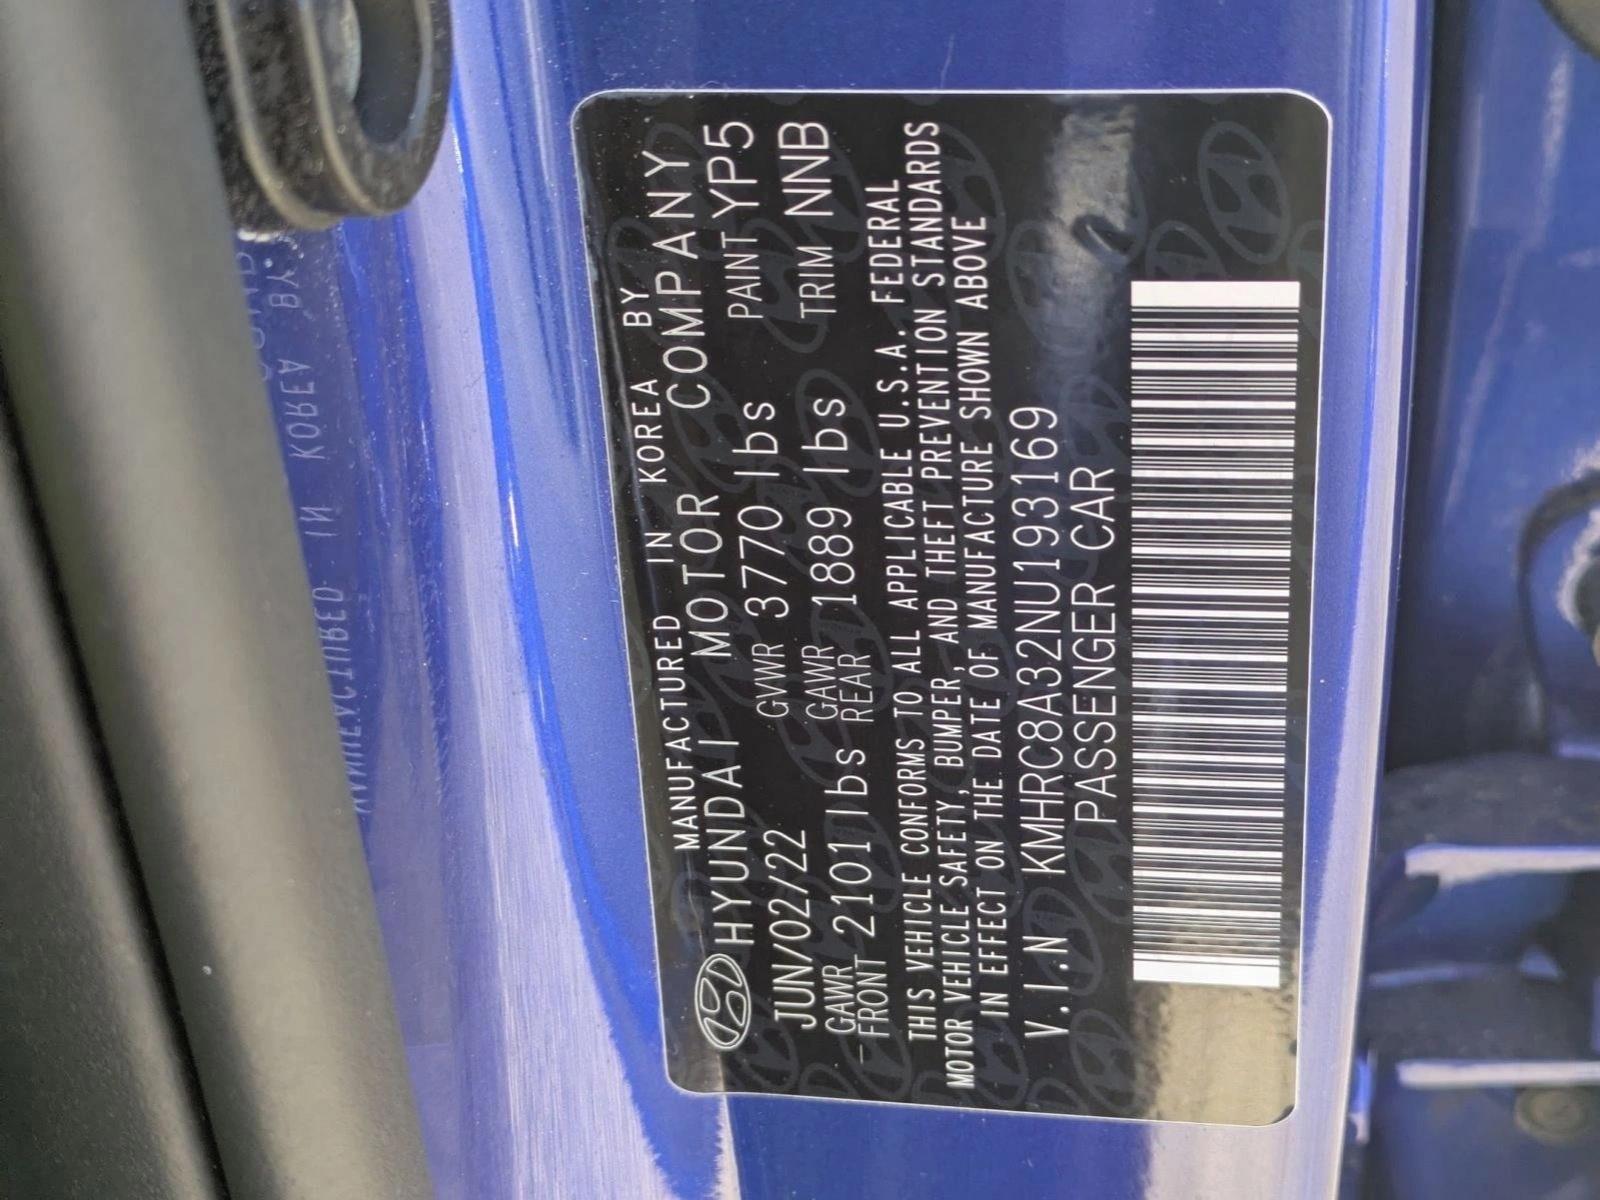 MANUFACTURED IN KOREA BY
HYUNDAI MOTOR COMPANY
JUN/02/22 GVWR 3770 lbs PAINT YP5
GAWR FRONT 2101 lbs GAWR REAR 1889 lbs TRIM NNB
THIS VEHICLE CONFORMS TO ALL APPLICABLE U.S.A. FEDERAL
MOTOR VEHICLE SAFETY, BUMPER, AND THEFT PREVENTION STANDARDS
IN EFFECT ON THE DATE OF MANUFACTURE SHOWN ABOVE
V.I.N KMHRC8A32NU193169
PASSENGER CAR